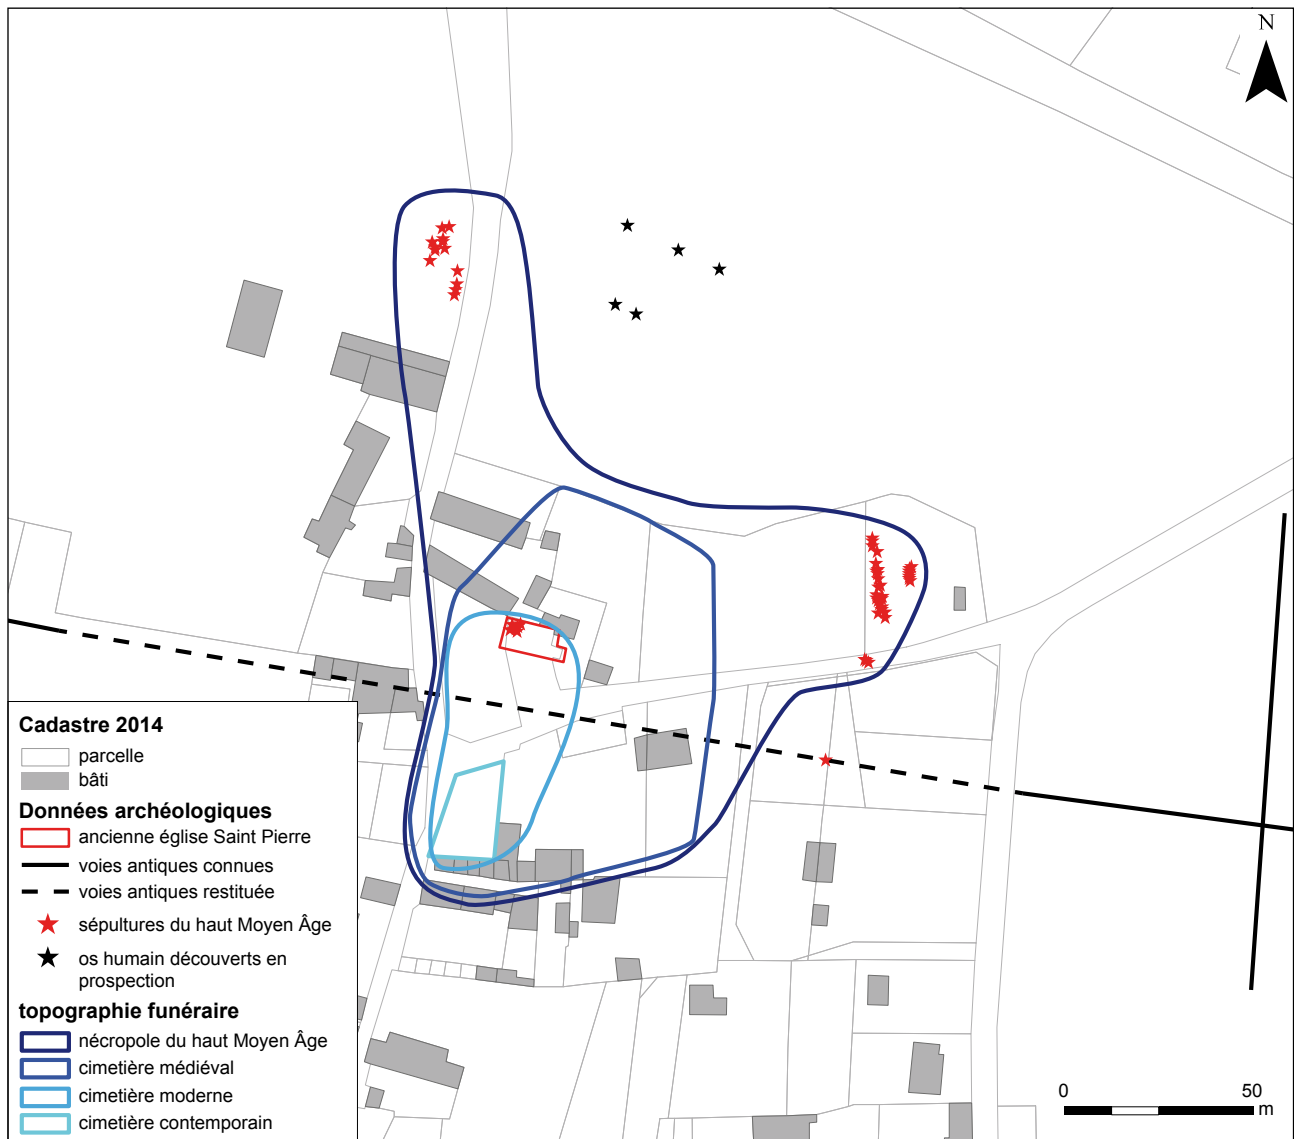 N
Cadastre 2014
parcelle
bâti
Données archéologiques
ancienne église Saint Pierre
voies antiques connues
voies antiques restituée
sépultures du haut Moyen Âge
os humain découverts en
prospection
topographie funéraire
nécropole du haut Moyen Âge
cimetière médiéval
cimetière moderne
cimetière contemporain
0 50
m